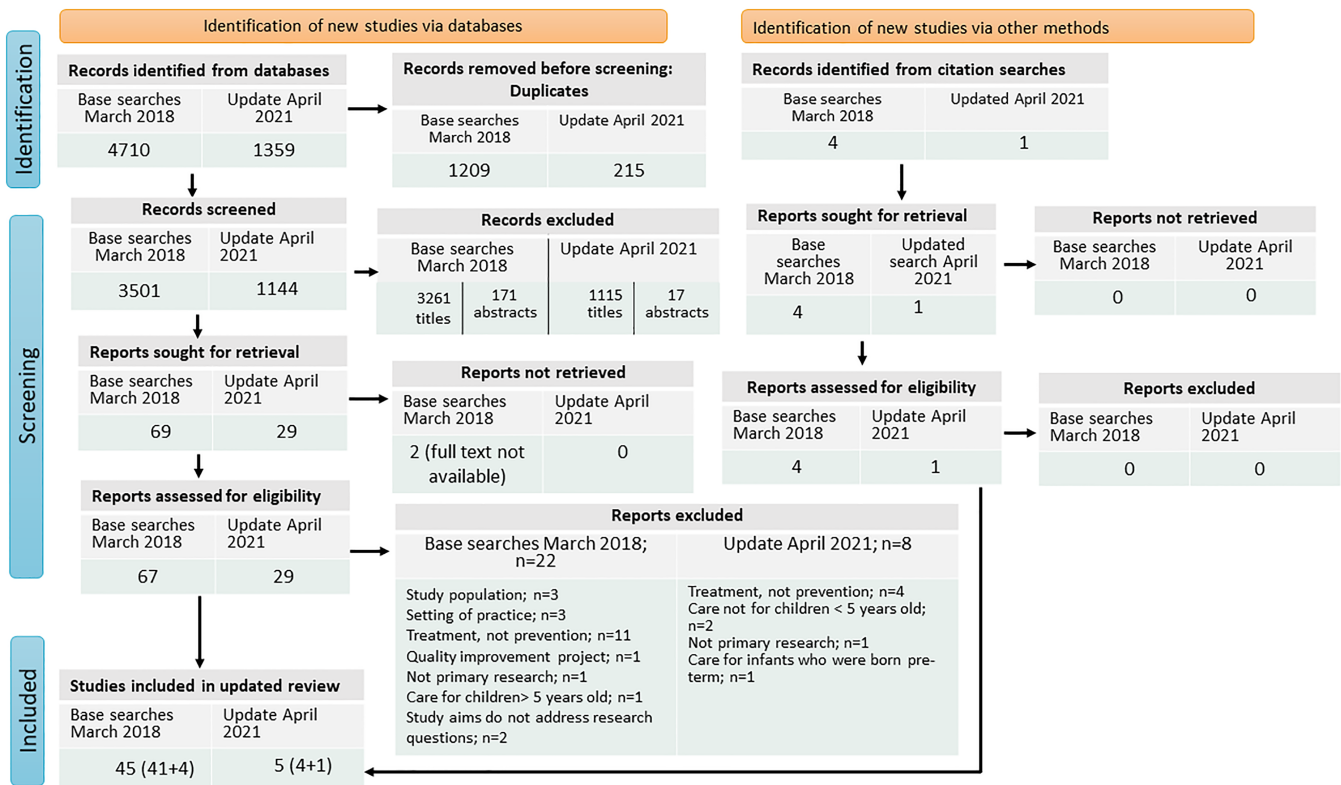 Identification of new studies via databases
Identification of new studies via other methods
Identification
Records identified from databases
Base searches
March 2018
Update April
2021
4710
1359
Records removed before screening:
Duplicates
Base searches
March 2018
Update April 2021
1209
215
Records identified from citation searches
Base searches
March 2018
Updated April 2021
4
1
Screening
Records screened
Base searches
March 2018
Update April
2021
3501
1144
Records excluded
Base searches
March 2018
Update April 2021
3261
titles
171
abstracts
1115
titles
17
abstracts
Reports sought for retrieval
Base
searches
March 2018
Updated
search April
2021
4
1
Reports not retrieved
Base searches
March 2018
Update April
2021
0
0
Reports sought for retrieval
Base searches
March 2018
Update April
2021
69
29
Reports not retrieved
Base searches
March 2018
Update April
2021
2 (full text not
available)
0
Reports assessed for eligibility
Base searches
March 2018
Update April
2021
4
1
Reports excluded
Base searches
March 2018
Update April
2021
0
0
Reports assessed for eligibility
Base searches
March 2018
Update April
2021
67
29
Reports excluded
Base searches March 2018;
n=22
Update April 2021; n=8
Study population; n=3
Setting of practice; n=3
Treatment, not prevention; n=11
Quality improvement project; n=1
Not primary research; n=1
Care for children> 5 years old; n=1
Study aims do not address research
questions; n=2
Treatment, not prevention; n=4
Care not for children < 5 years old;
n=2
Not primary research; n=1
Care for infants who were born pre-
term; n=1
Included
Studies included in updated review
Base searches
March 2018
Update April
2021
45 (41+4)
5 (4+1)